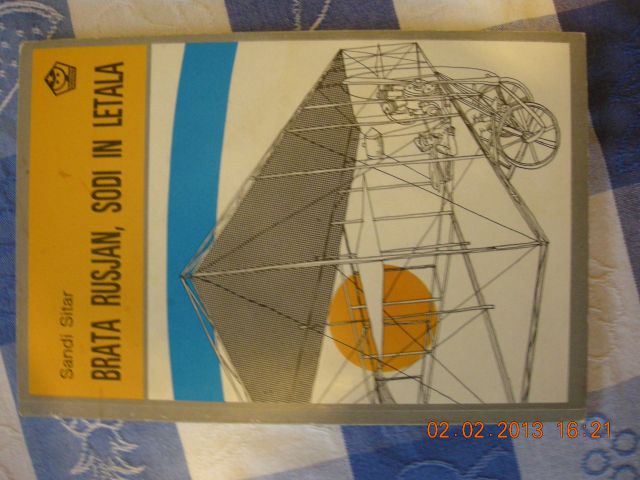 Sandi Sitar
BRATA RUSJAN, SODI IN LETALA
02.02.2013 16:21